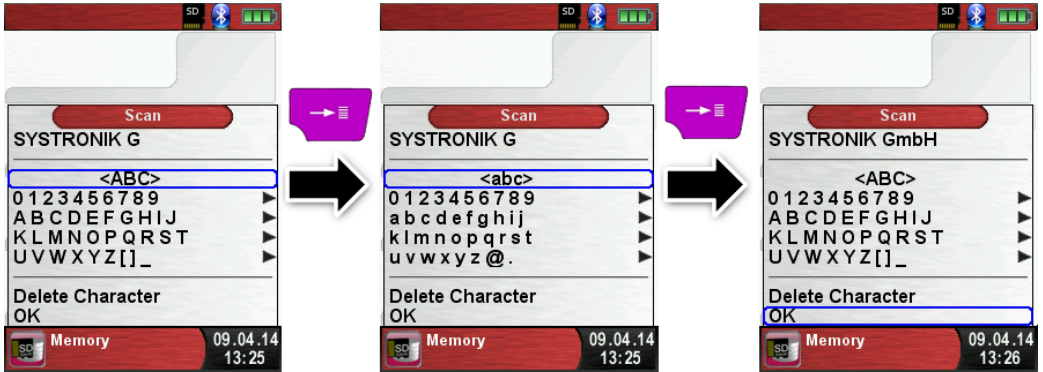 SD
Scan
SYSTRONIK G
<ABC>
0 1 2 3 4 5 6 7 8 9
A B C D E F G H I J
K L M N O P Q R S T
U V W X Y Z [ ] _
Delete Character
OK
SD
Memory
09.04.14
13:25
SD
Scan
SYSTRONIK G
<abc>
0 1 2 3 4 5 6 7 8 9
a b c d e f g h i j
k l m n o p q r s t
u v w x y z @ .
Delete Character
OK
SD
Memory
09.04.14
13:25
SD
Scan
SYSTRONIK GmbH
<ABC>
0 1 2 3 4 5 6 7 8 9
A B C D E F G H I J
K L M N O P Q R S T
U V W X Y Z [ ] _
Delete Character
OK
SD
Memory
09.04.14
13:26